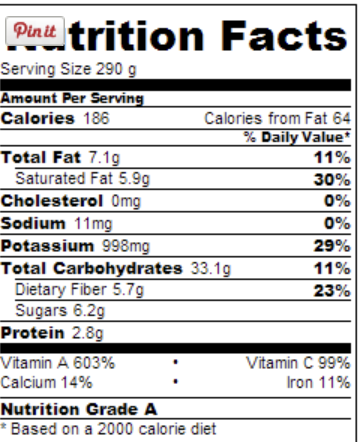 Pin it
Nutrition Facts
Serving Size 290 g
Amount Per Serving
Calories 186 Calories from Fat 64
% Daily Value*
Total Fat 7.1g 11%
Saturated Fat 5.9g 30%
Cholesterol 0mg 0%
Sodium 11mg 0%
Potassium 998mg 29%
Total Carbohydrates 33.1g 11%
Dietary Fiber 5.7g 23%
Sugars 6.2g
Protein 2.8g
Vitamin A 603% • Vitamin C 99%
Calcium 14% • Iron 11%
Nutrition Grade A
* Based on a 2000 calorie diet